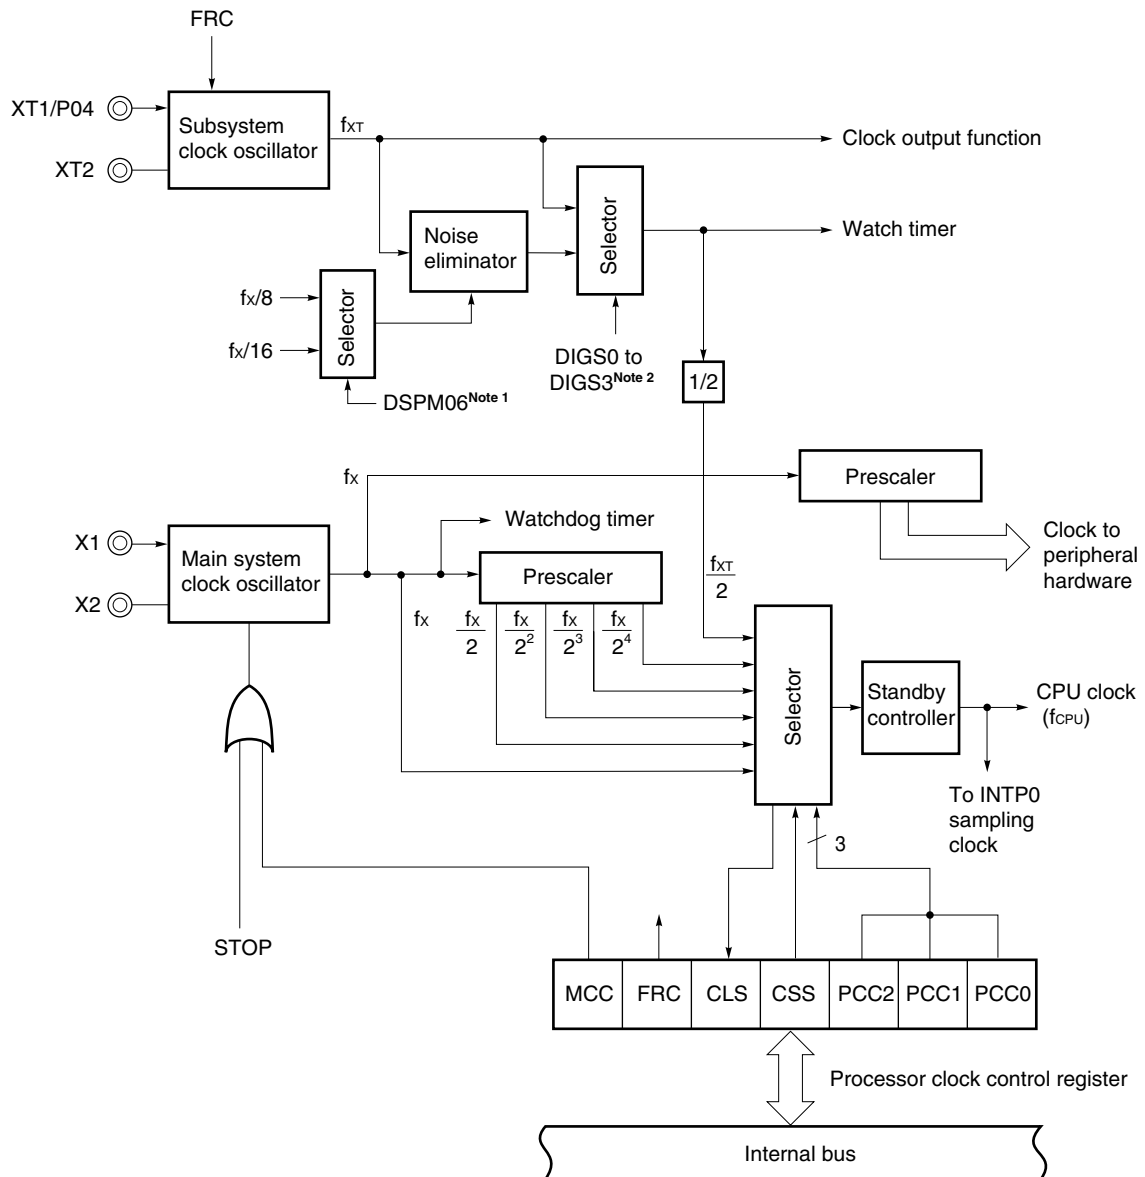 FRC
XT1/P04
XT2
Subsystem
clock oscillator
fXT
Clock output function
Noise
eliminator
Selector
Watch timer
fX/8
fX/16
Selector
DSPM06Note 1
DIGS0 to
DIGS3Note 2
1/2
fX
Prescaler
Clock to
peripheral
hardware
X1
X2
Main system
clock oscillator
Watchdog timer
Prescaler
fX
fX/2
fX/2^2
fX/2^3
fX/2^4
fXT/2
Selector
Standby
controller
CPU clock
(fCPU)
To INTP0
sampling
clock
3
STOP
MCC FRC CLS CSS PCC2 PCC1 PCC0
Processor clock control register
Internal bus